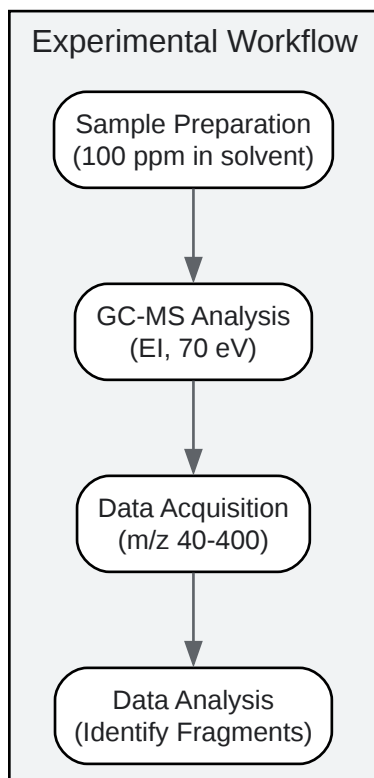 Experimental Workflow
Sample Preparation
(100 ppm in solvent)
GC-MS Analysis
(EI, 70 eV)
Data Acquisition
(m/z 40-400)
Data Analysis
(Identify Fragments)